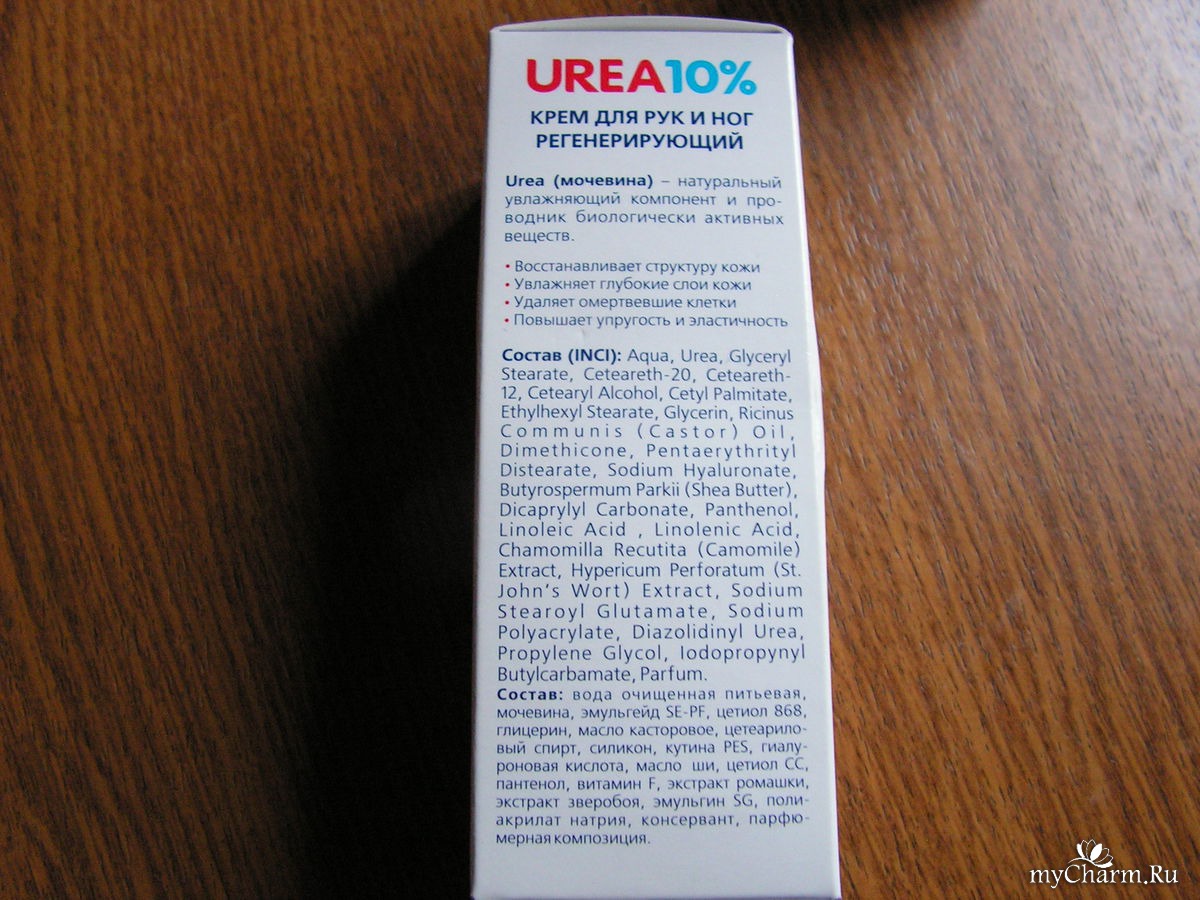 UREA10%
КРЕМ ДЛЯ РУК И НОГ
РЕГЕНЕРИРУЮЩИЙ
Urea (мочевина) – натуральный
увлажняющий компонент и про-
водник биологически активных
веществ.
• Восстанавливает структуру кожи
• Увлажняет глубокие слои кожи
• Удаляет омертвевшие клетки
• Повышает упругость и эластичность
Состав (INCI): Aqua, Urea, Glyceryl
Stearate, Ceteareth-20, Ceteareth-
12, Cetearyl Alcohol, Cetyl Palmitate,
Ethylhexyl Stearate, Glycerin, Ricinus
Communis (Castor) Oil,
Dimethicone, Pentaerythrityl
Distearate, Sodium Hyaluronate,
Butyrospermum Parkii (Shea Butter),
Dicaprylyl Carbonate, Panthenol,
Linoleic Acid , Linolenic Acid,
Chamomilla Recutita (Camomile)
Extract, Hypericum Perforatum (St.
John's Wort) Extract, Sodium
Stearoyl Glutamate, Sodium
Polyacrylate, Diazolidinyl Urea,
Propylene Glycol, Iodopropynyl
Butylcarbamate, Parfum.
Состав: вода очищенная питьевая,
мочевина, эмульгейд SE-PF, цетиол 868,
глицерин, масло касторовое, цетеарило-
вый спирт, силикон, кутина PES, гиалу-
роновая кислота, масло ши, цетиол СС,
пантенол, витамин F, экстракт ромашки,
экстракт зверобоя, эмульгин SG, поли-
акрилат натрия, консервант, парфю-
мерная композиция.
myCharm.Ru